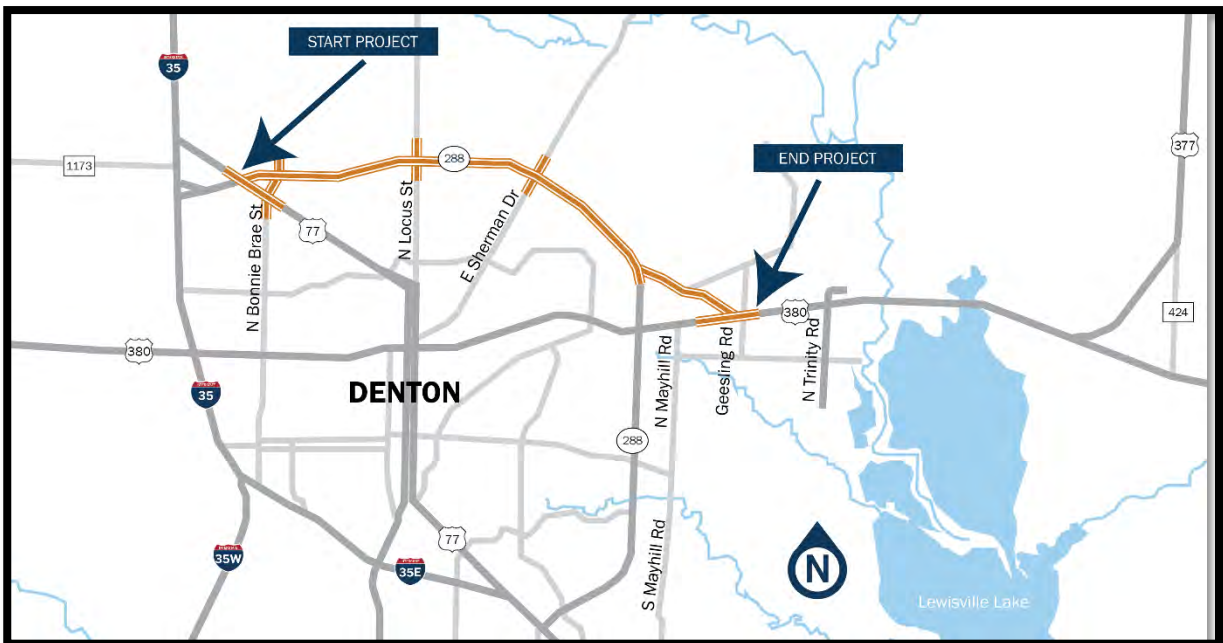 START PROJECT
35
377
1173
288
END PROJECT
N Locus St
E Sherman Dr
N Bonnie Brae St
77
380
424
380
N Mayhill Rd
Geesling Rd
N Trinity Rd
DENTON
35
288
77
35W
35E
S Mayhill Rd
N
Lewisville Lake